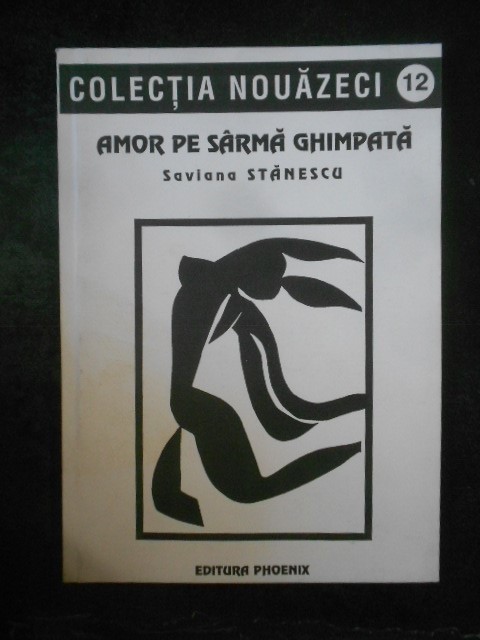 COLECȚIA NOUĂZECI 12
AMOR PE SÂRMĂ GHIMPATĂ
Saviana STĂNESCU
EDITURA PHOENIX